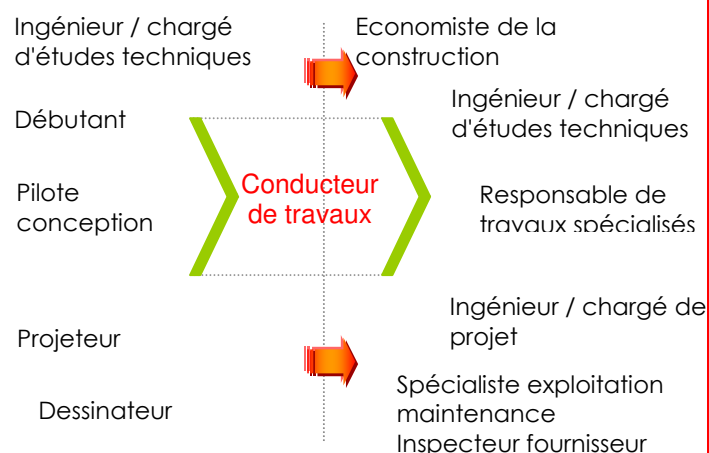 Ingénieur / chargé
d'études techniques
Débutant
Pilote
conception
Projeteur
Dessinateur
Conducteur
de travaux
Economiste de la
construction
Ingénieur / chargé
d'études techniques
Responsable de
travaux spécialisés
Ingénieur / chargé de
projet
Spécialiste exploitation
maintenance
Inspecteur fournisseur